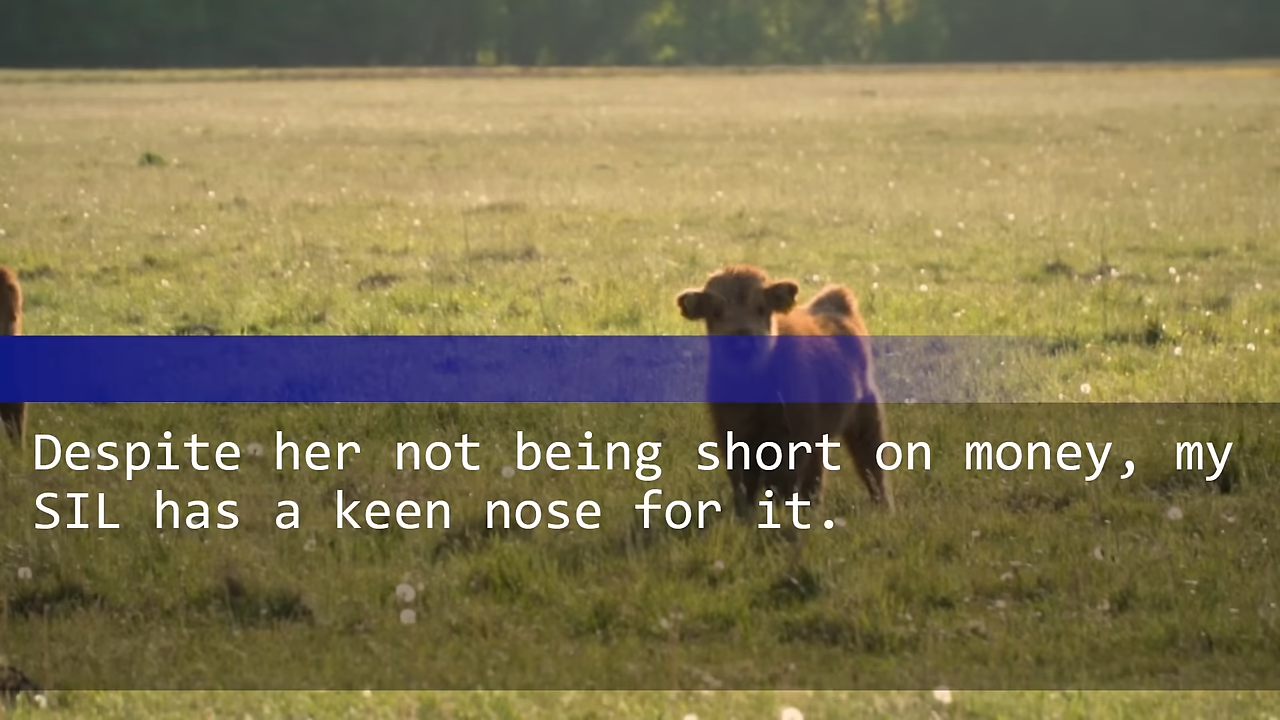 Despite her not being short on money, my
SIL has a keen nose for it.